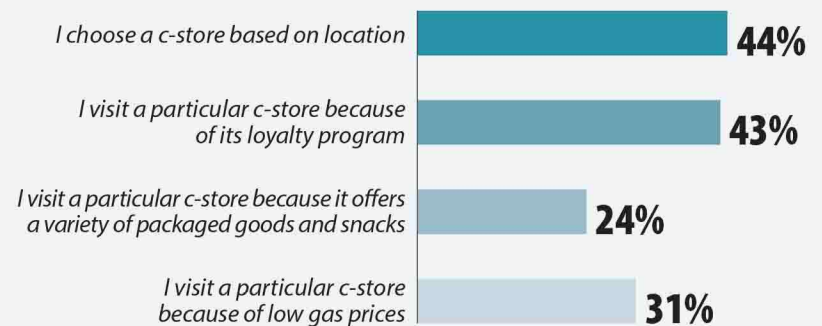 I choose a c-store based on location
44%
I visit a particular c-store because
of its loyalty program
43%
I visit a particular c-store because it offers
a variety of packaged goods and snacks
24%
I visit a particular c-store
because of low gas prices
31%